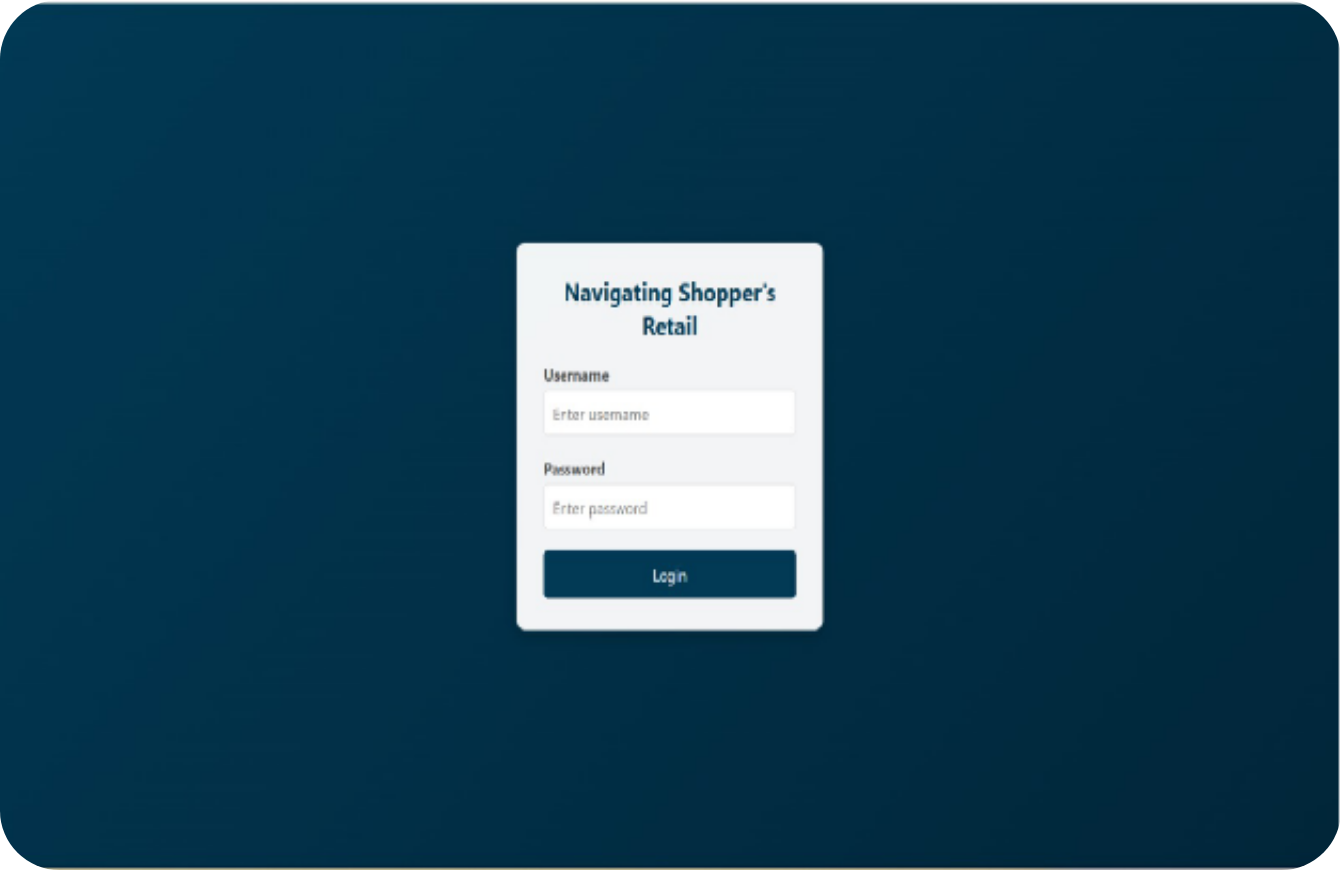 Navigating Shopper's
Retail
Username
Enter username
Password
Enter password
Login